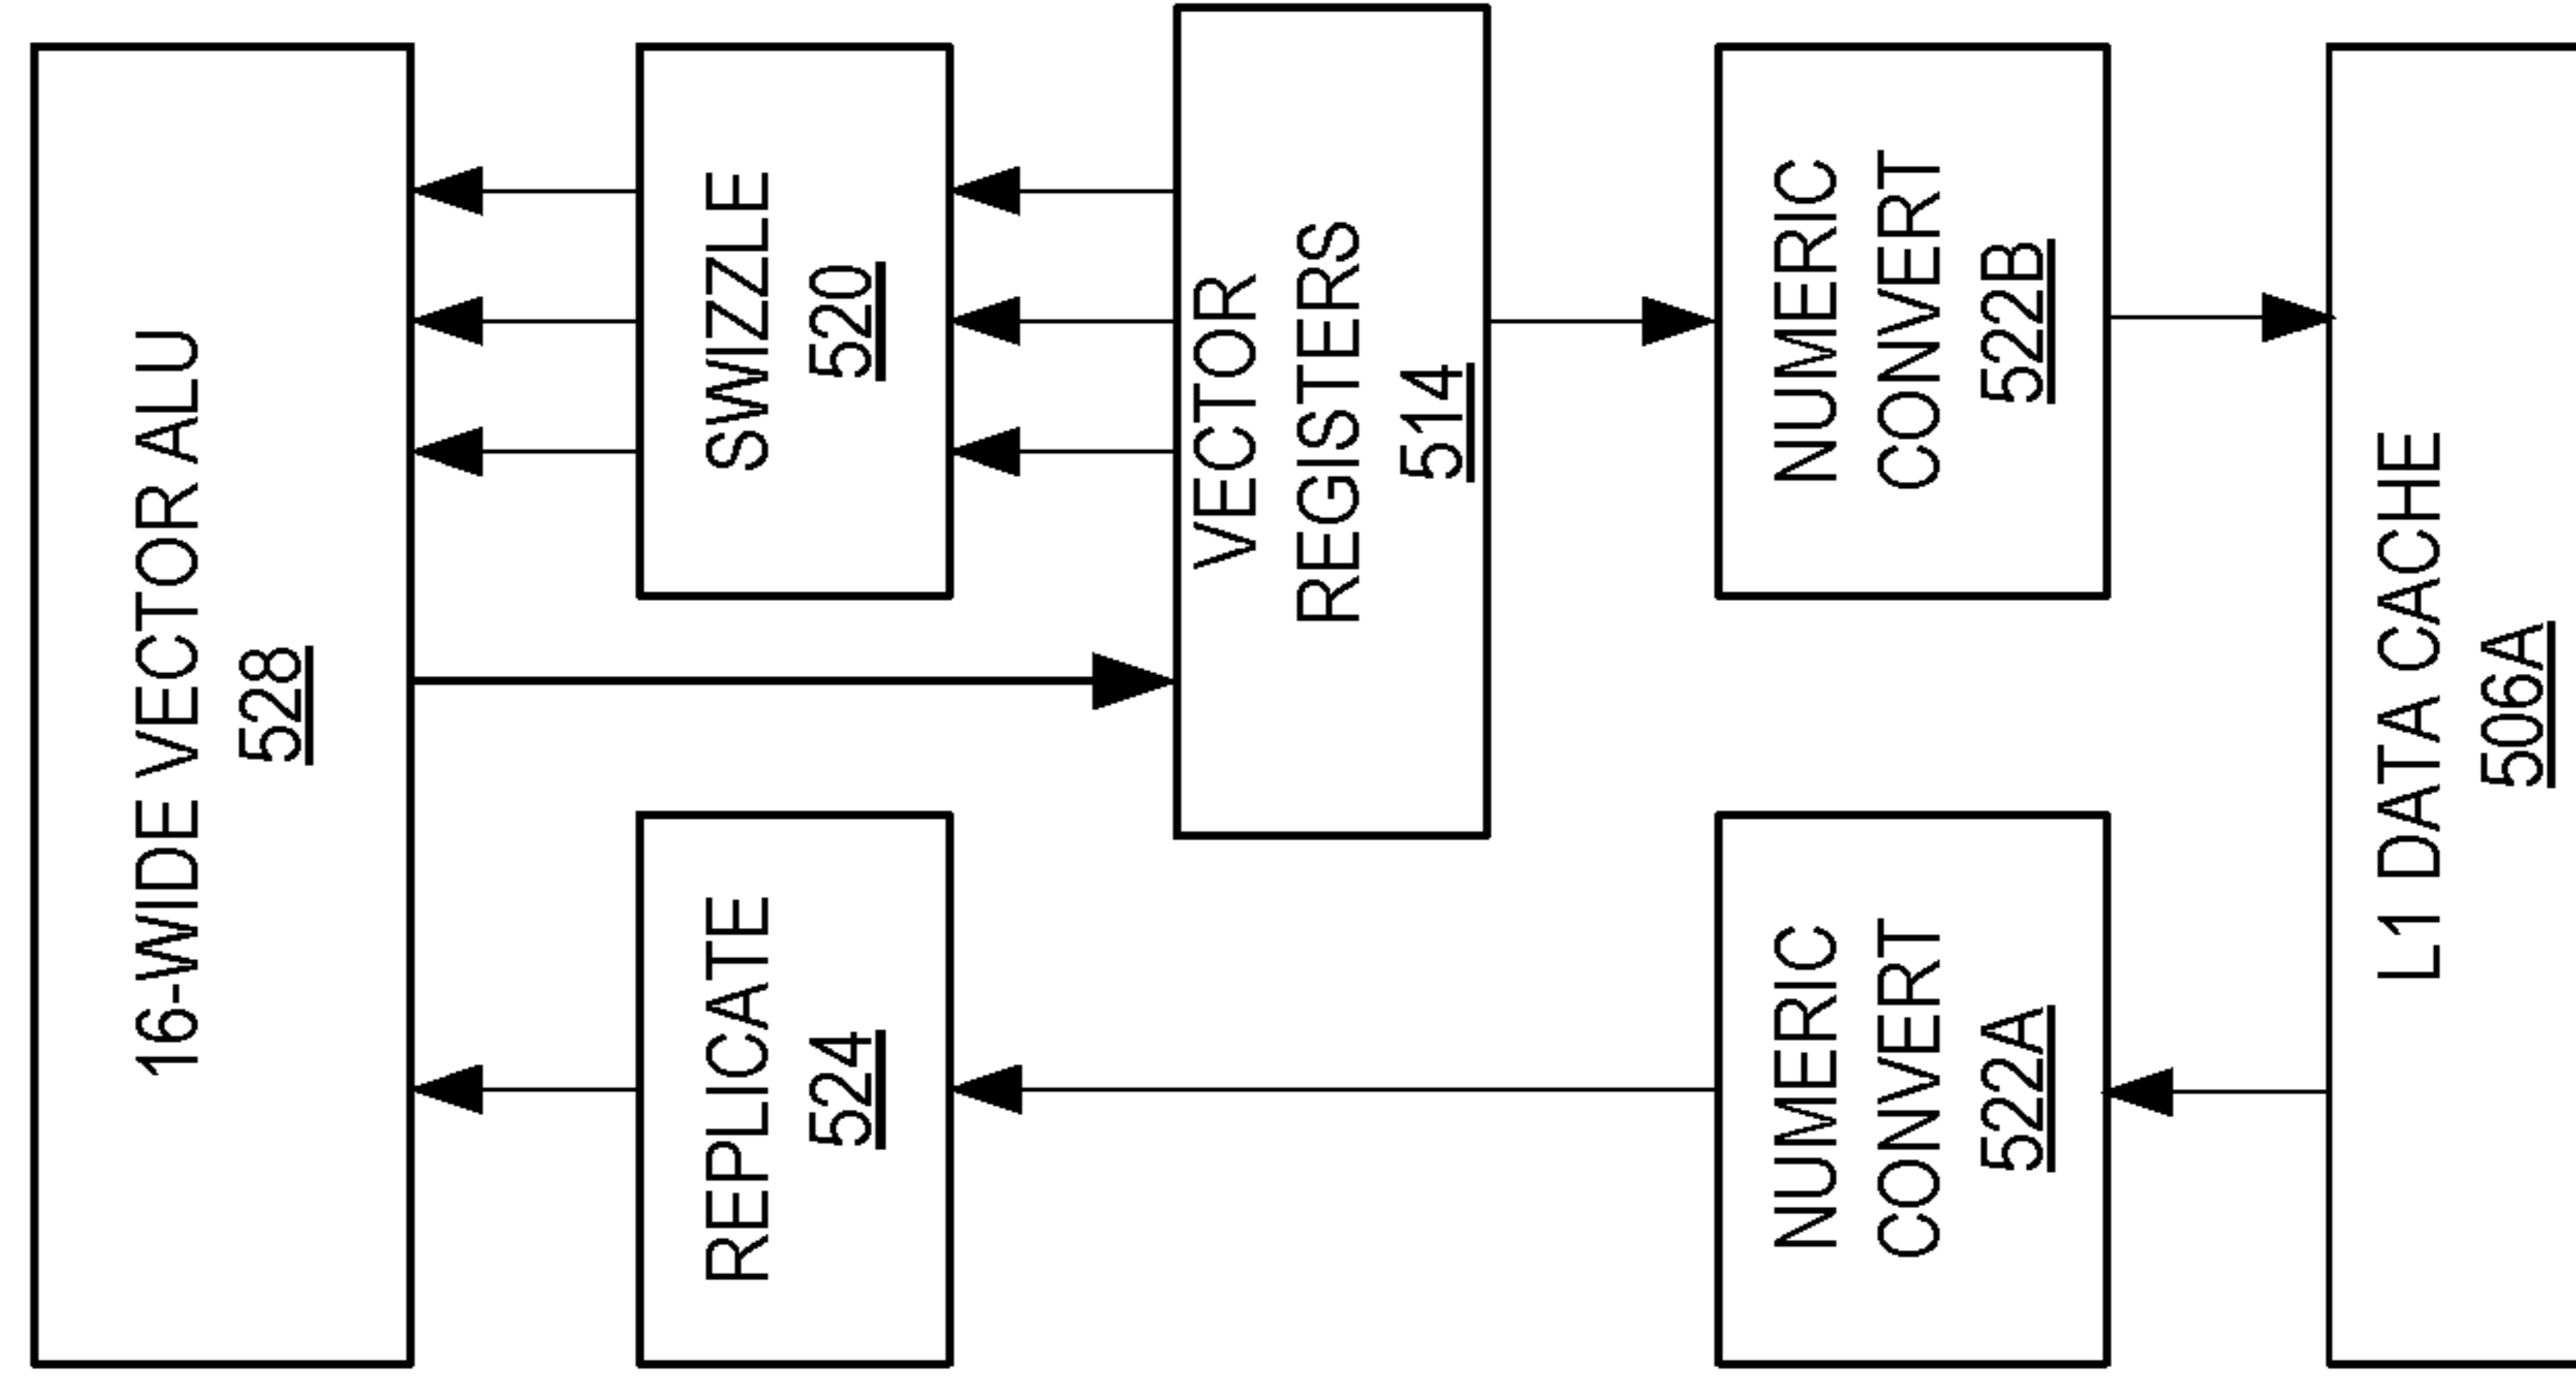 16-WIDE VECTOR ALU
528
REPLICATE
524
SWIZZLE
520
VECTOR
REGISTERS
514
NUMERIC
CONVERT
522A
NUMERIC
CONVERT
522B
L1 DATA CACHE
506A